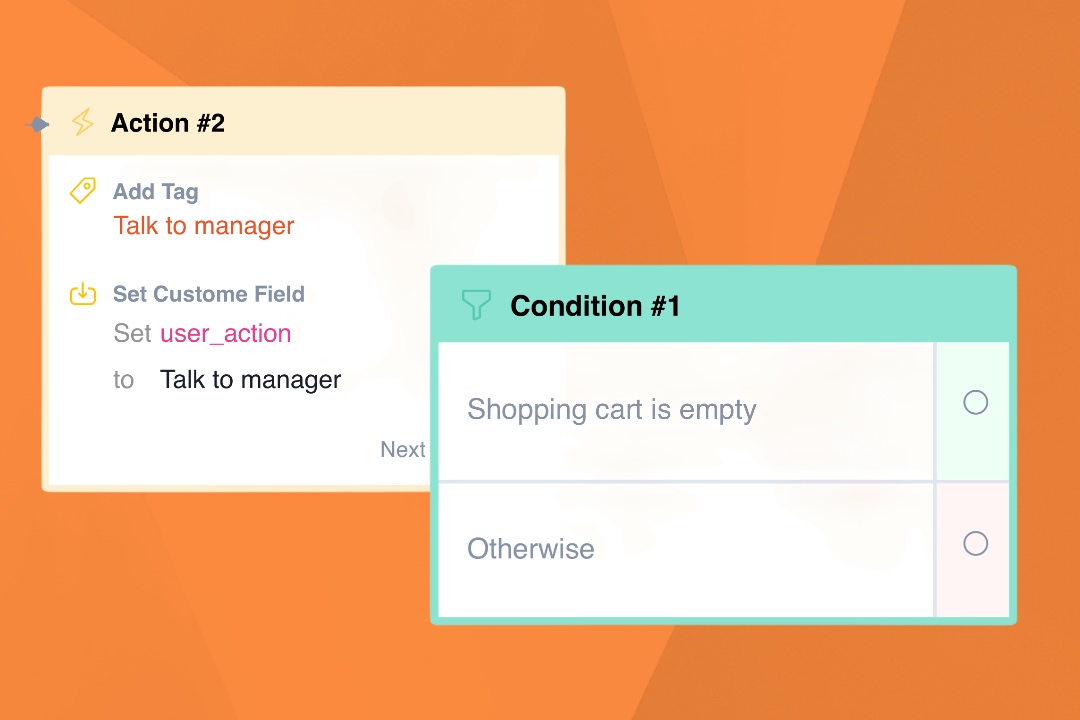 Action #2
Add Tag
Talk to manager
Set Custome Field
Set user_action
to Talk to manager
Next
Condition #1
Shopping cart is empty
Otherwise